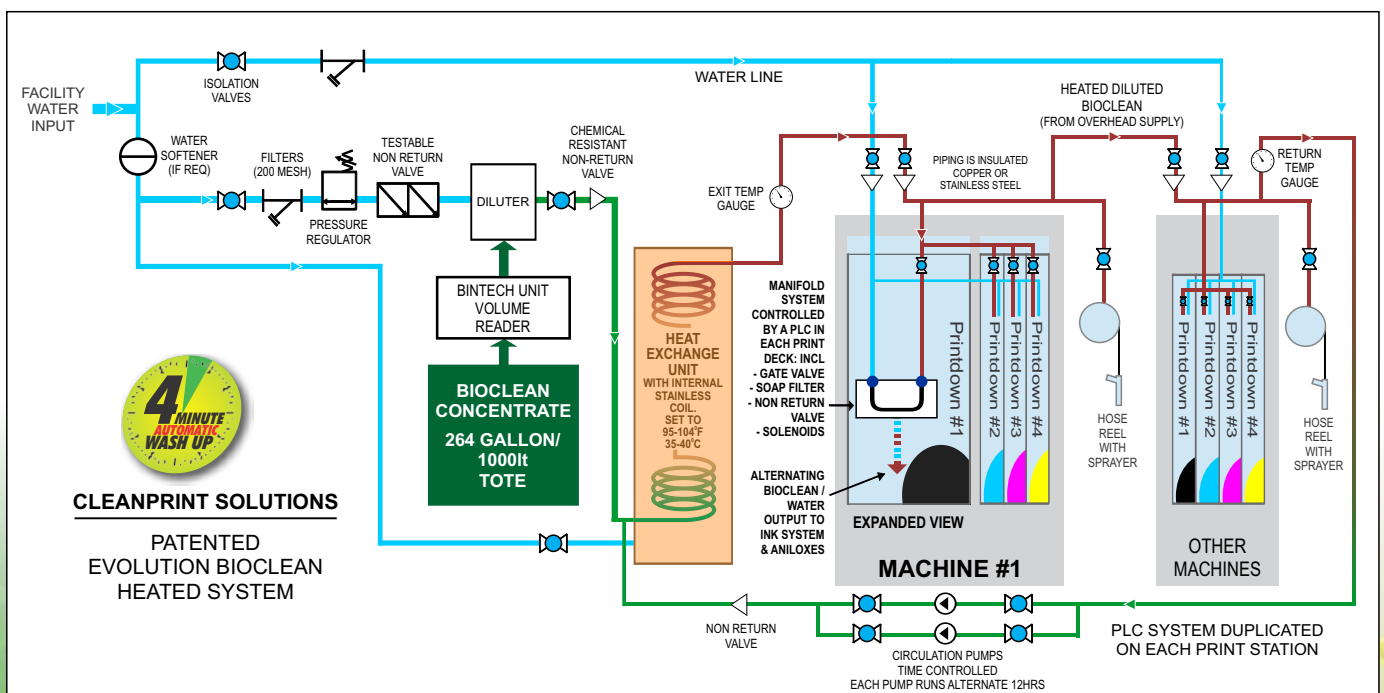 FACILITY
WATER
INPUT
ISOLATION
VALVES
WATER LINE
HEATED DILUTED
BIOCLEAN
(FROM OVERHEAD SUPPLY)
WATER
SOFTENER
(IF REQ)
FILTERS
(200 MESH)
TESTABLE
NON RETURN
VALVE
CHEMICAL
RESISTANT
NON-RETURN
VALVE
PRESSURE
REGULATOR
DILUTER
EXIT TEMP
GAUGE
PIPING IS INSULATED
COPPER OR
STAINLESS STEEL
RETURN
TEMP
GAUGE
BINTECH UNIT
VOLUME
READER
BIOCLEAN
CONCENTRATE
264 GALLON/
1000lt
TOTE
HEAT
EXCHANGE
UNIT
WITH INTERNAL
STAINLESS
COIL.
SET TO
95-104°F
35-40°C
MANIFOLD
SYSTEM
CONTROLLED
BY A PLC IN
EACH PRINT
DECK: INCL
- GATE VALVE
- SOAP FILTER
- NON RETURN
VALVE
- SOLENOIDS
ALTERNATING
BIOCLEAN /
WATER
OUTPUT TO
INK SYSTEM
& ANILOXES
Printdown #1
Printdown #2
Printdown #3
Printdown #4
EXPANDED VIEW
MACHINE #1
HOSE
REEL
WITH
SPRAYER
Printdown #1
Printdown #2
Printdown #3
Printdown #4
OTHER
MACHINES
HOSE
REEL
WITH
SPRAYER
4
MINUTE
AUTOMATIC
WASH UP
CLEANPRINT SOLUTIONS
PATENTED
EVOLUTION BIOCLEAN
HEATED SYSTEM
NON RETURN
VALVE
CIRCULATION PUMPS
TIME CONTROLLED
EACH PUMP RUNS ALTERNATE 12HRS
PLC SYSTEM DUPLICATED
ON EACH PRINT STATION